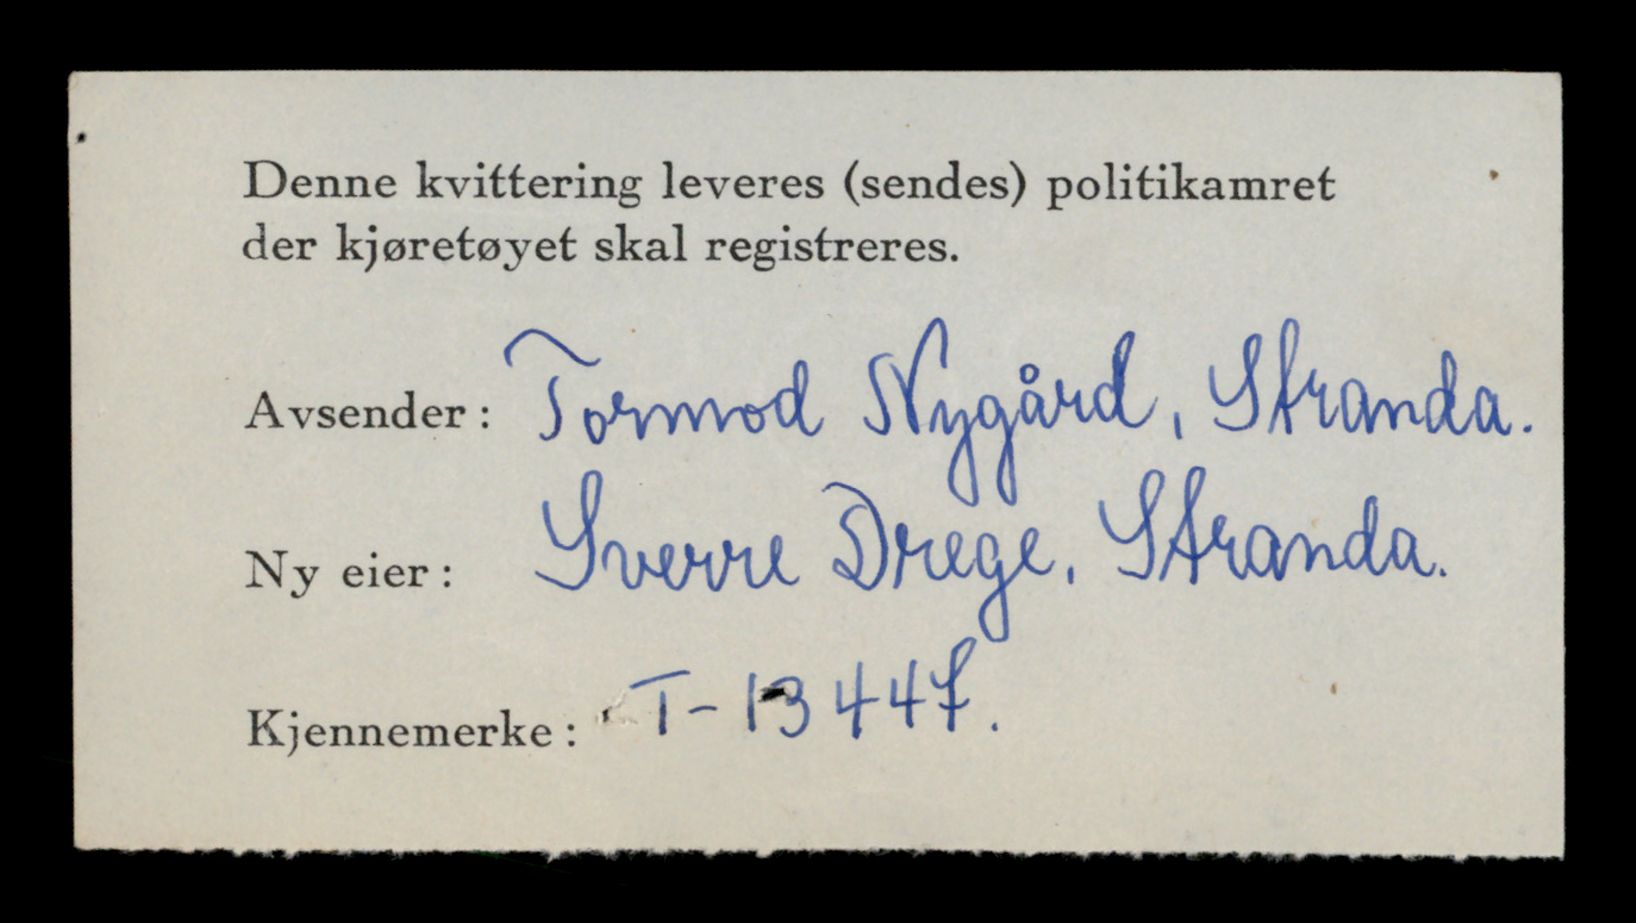 Denne kvittering leveres (sendes) politikamret
der kjøretøyet skal registreres.
Avsender: Tormod Nygård, Stranda.
Ny eier: Sverre Drege, Stranda.
Kjennemerke: T-13447.